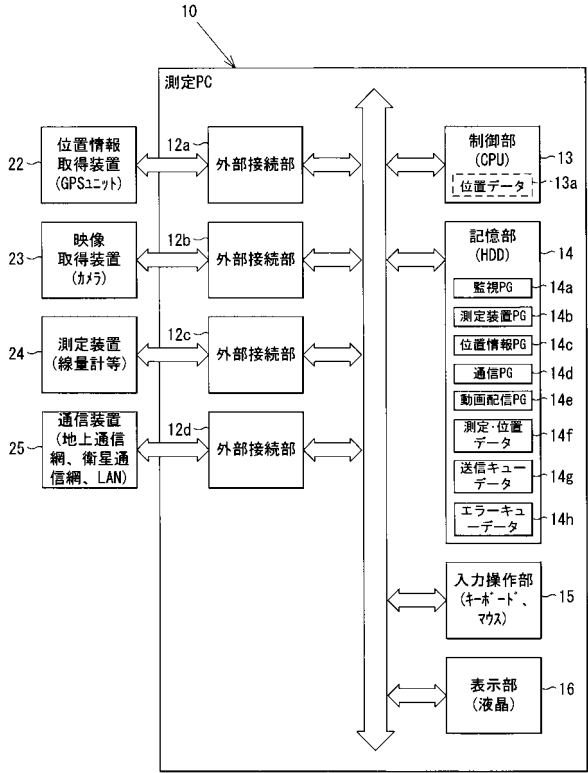 10
測定PC
22
位置情報
取得装置
(GPSユニット)
12a
外部接続部
制御部
(CPU)
13
位置データ
13a
23
映像
取得装置
(カメラ)
12b
外部接続部
記憶部
(HDD)
14
監視PG
14a
測定装置PG
14b
位置情報PG
14c
通信PG
14d
動画配信PG
14e
測定・位置
データ
14f
送信キュー
データ
14g
エラーキュ
ーデータ
14h
24
測定装置
(線量計等)
12c
外部接続部
25
通信装置
(地上通信
網、衛星通
信網、LAN)
12d
外部接続部
入力操作部
(キーボード、
マウス)
15
表示部
(液晶)
16